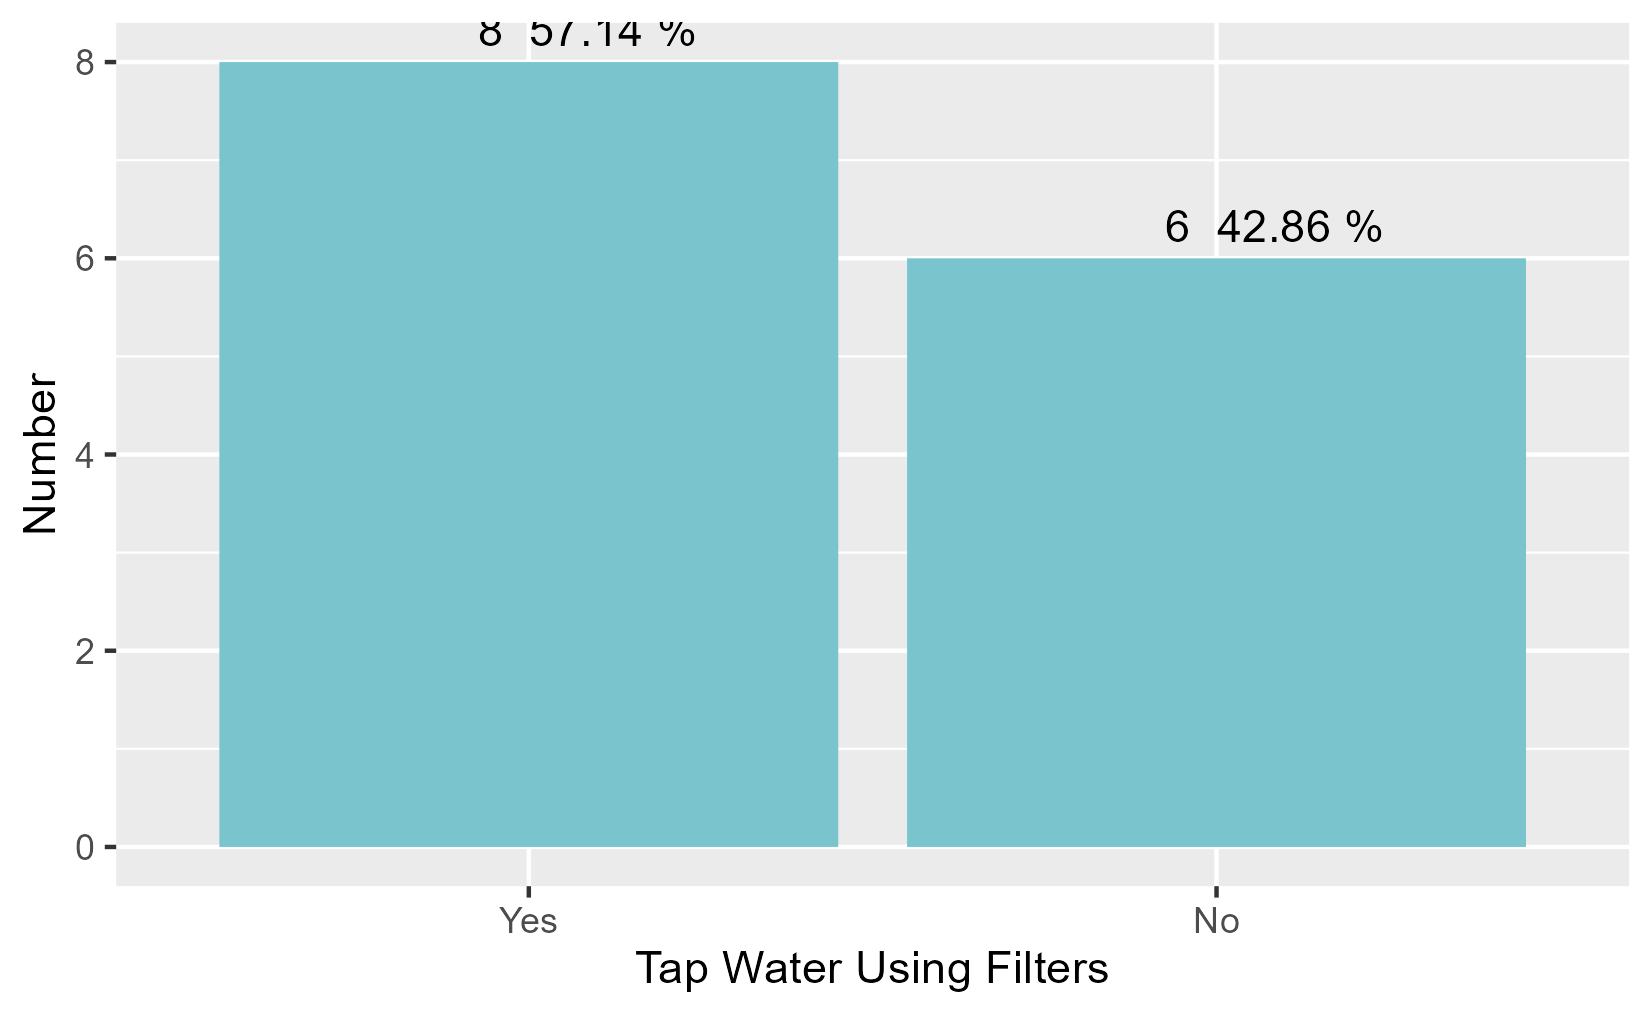 8 57.14 %
8
6 42.86 %
6
4
2
0
Number
Yes No
Tap Water Using Filters